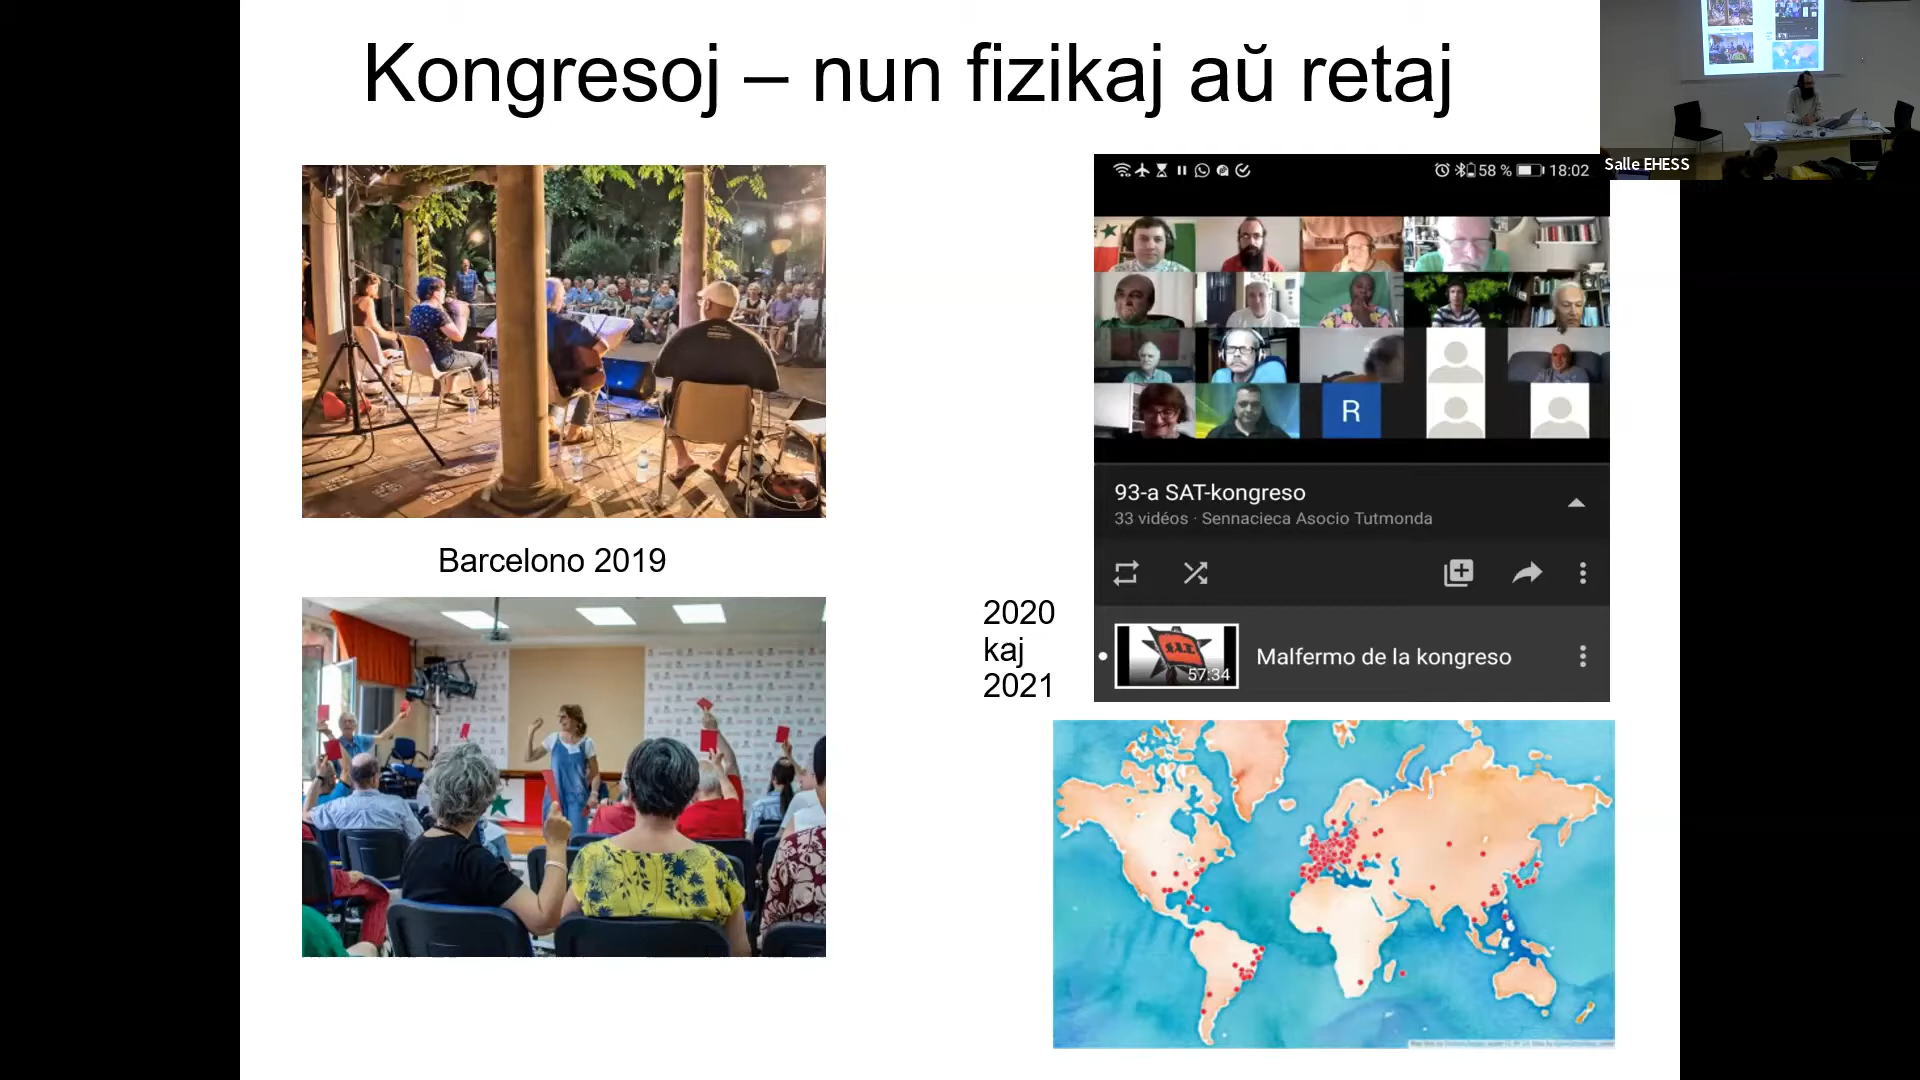 Kongresoj – nun fizikaj aŭ retaj
Salle EHESS
58 % 18:02
R
93-a SAT-kongreso
33 vidéos · Sennacieca Asocio Tutmonda
Barcelono 2019
2020
kaj
2021
S.A.T.
57:34
Malfermo de la kongreso